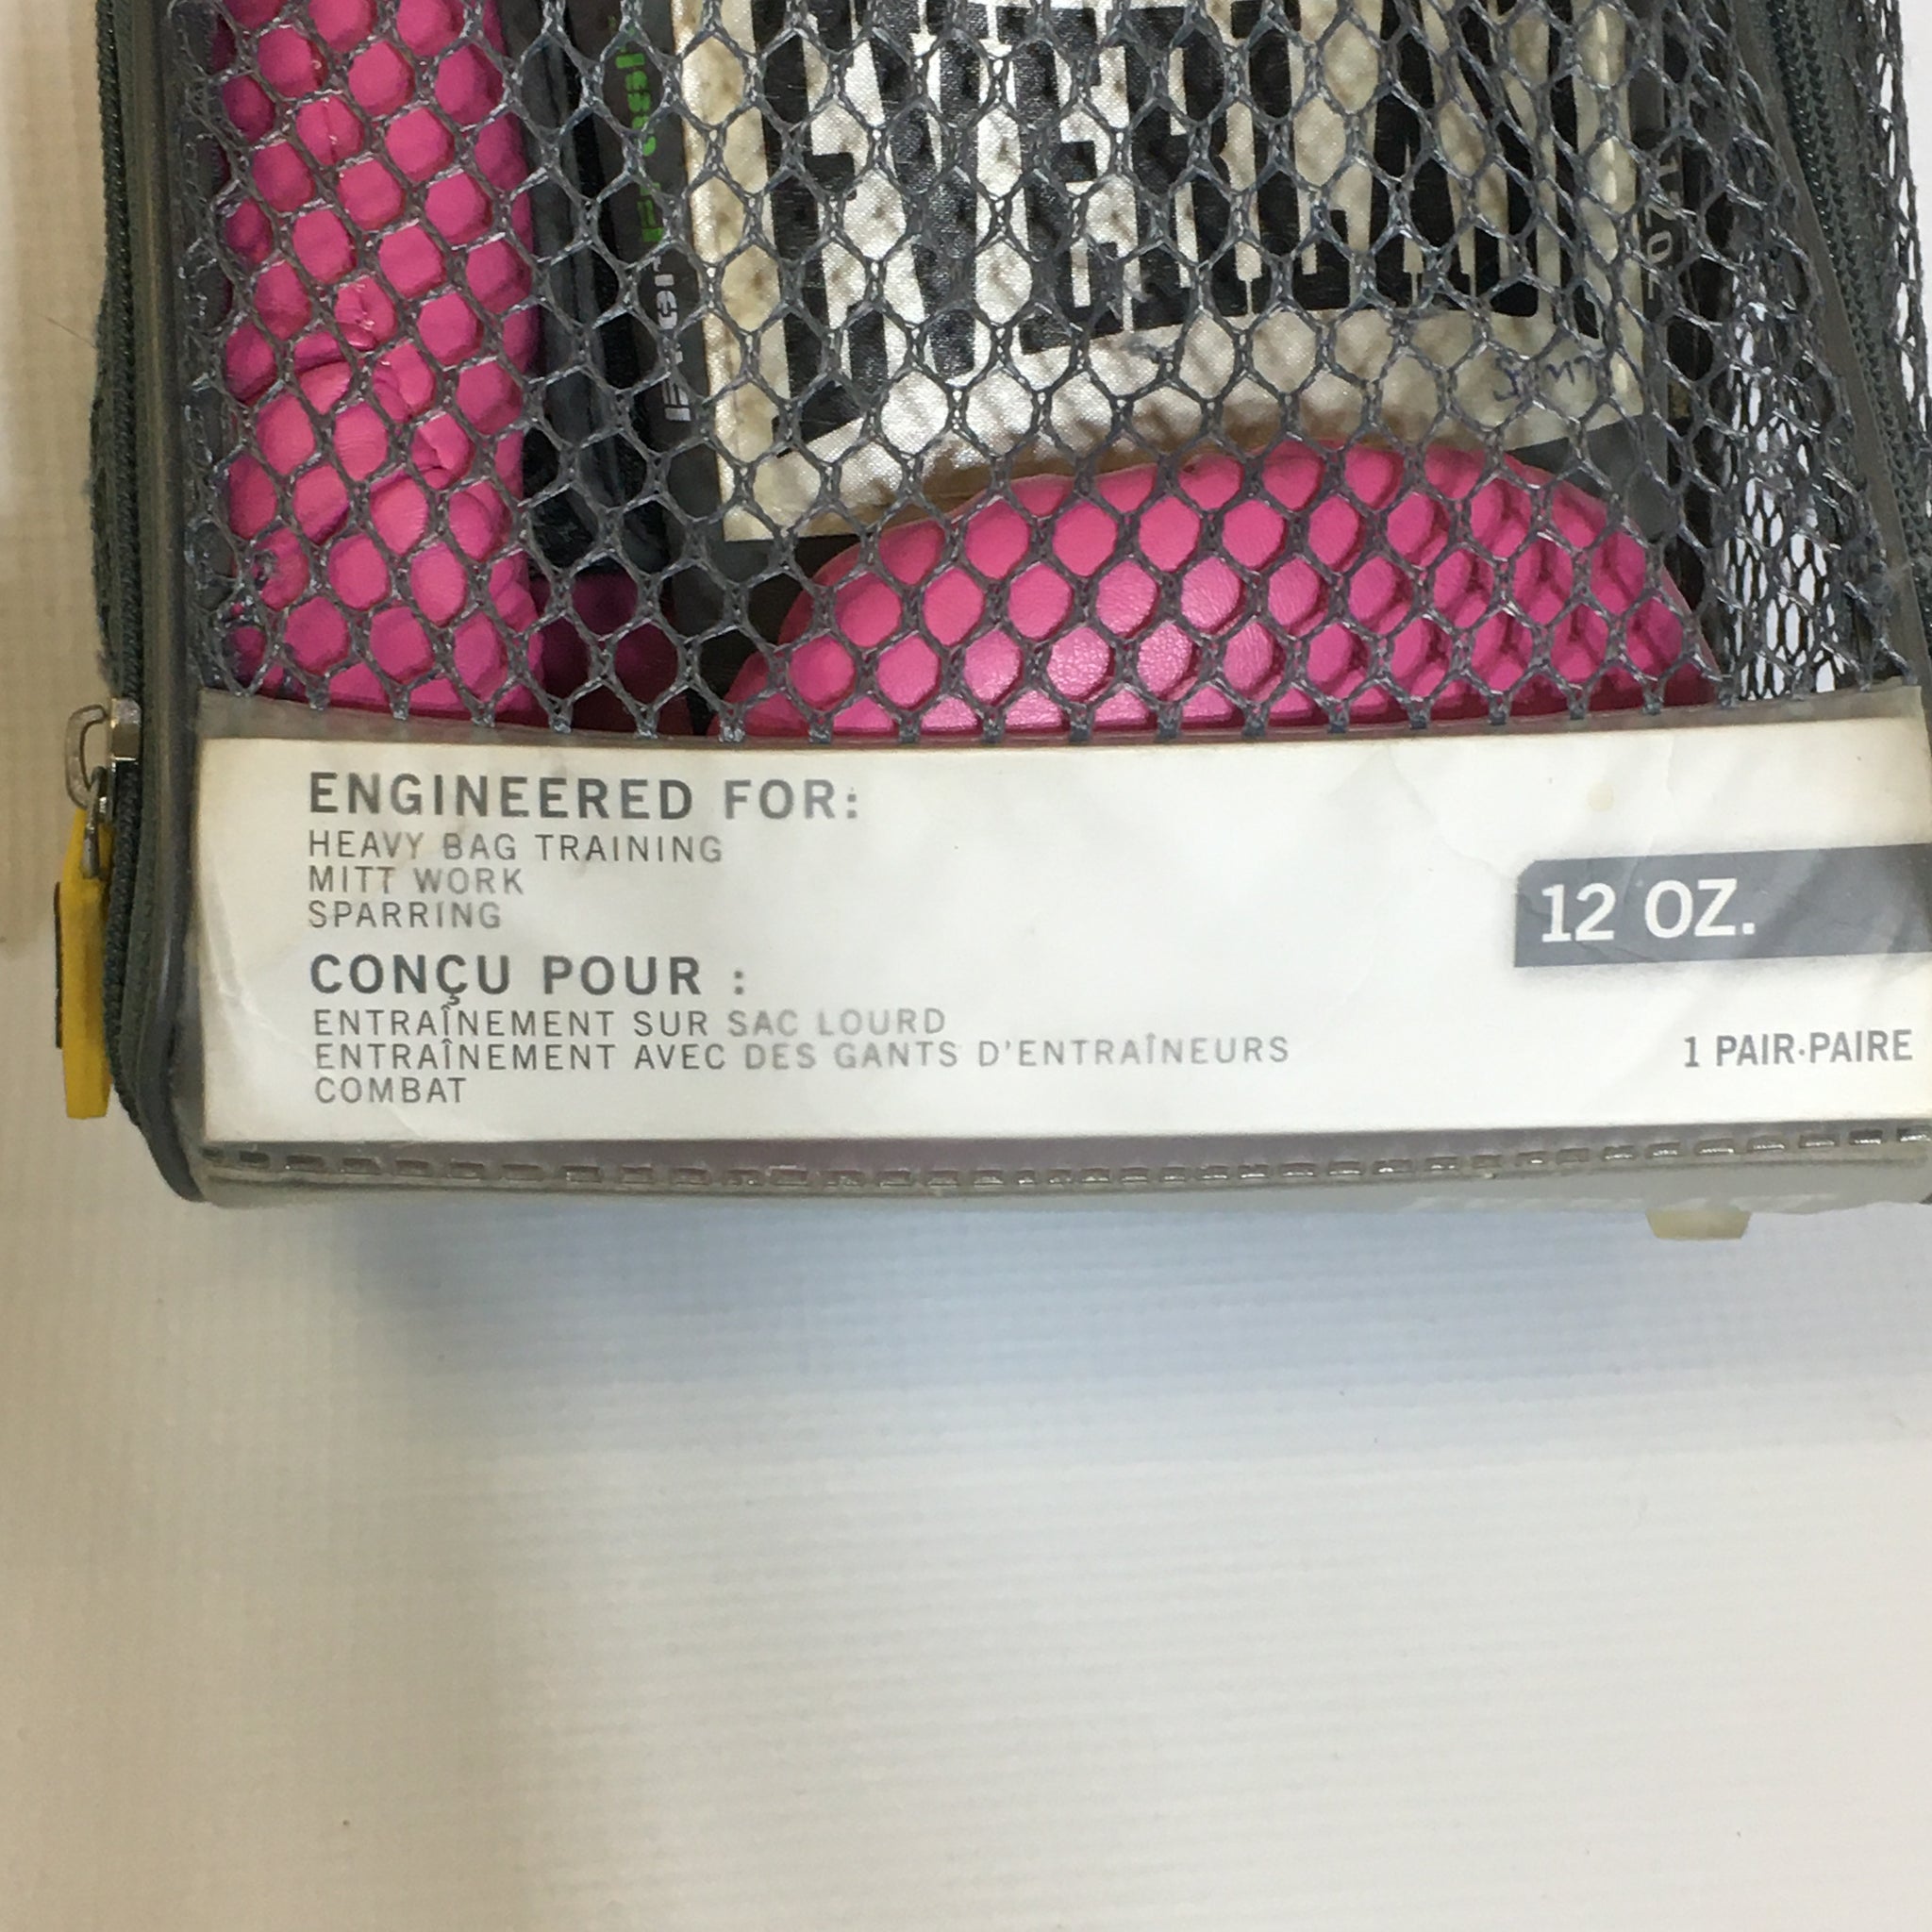 ENGINEERED FOR:
HEAVY BAG TRAINING
MITT WORK
SPARRING
12 OZ.
CONÇU POUR :
ENTRAÎNEMENT SUR SAC LOURD
ENTRAÎNEMENT AVEC DES GANTS D'ENTRAÎNEURS
COMBAT
1 PAIR·PAIRE